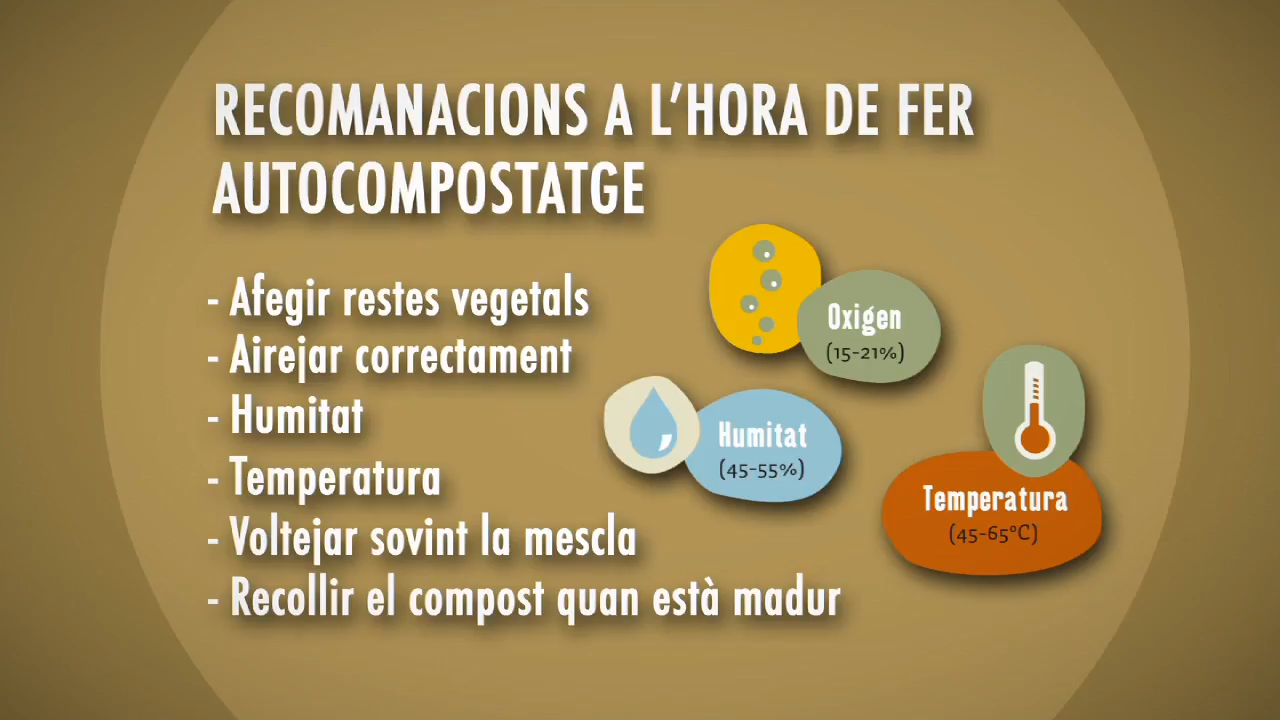 RECOMANACIONS A L'HORA DE FER
AUTOCOMPOSTATGE
- Afegir restes vegetals
- Airejar correctament
- Humitat
- Temperatura
- Voltejar sovint la mescla
- Recollir el compost quan està madur
Oxigen
(15-21%)
Humitat
(45-55%)
Temperatura
(45-65ºC)